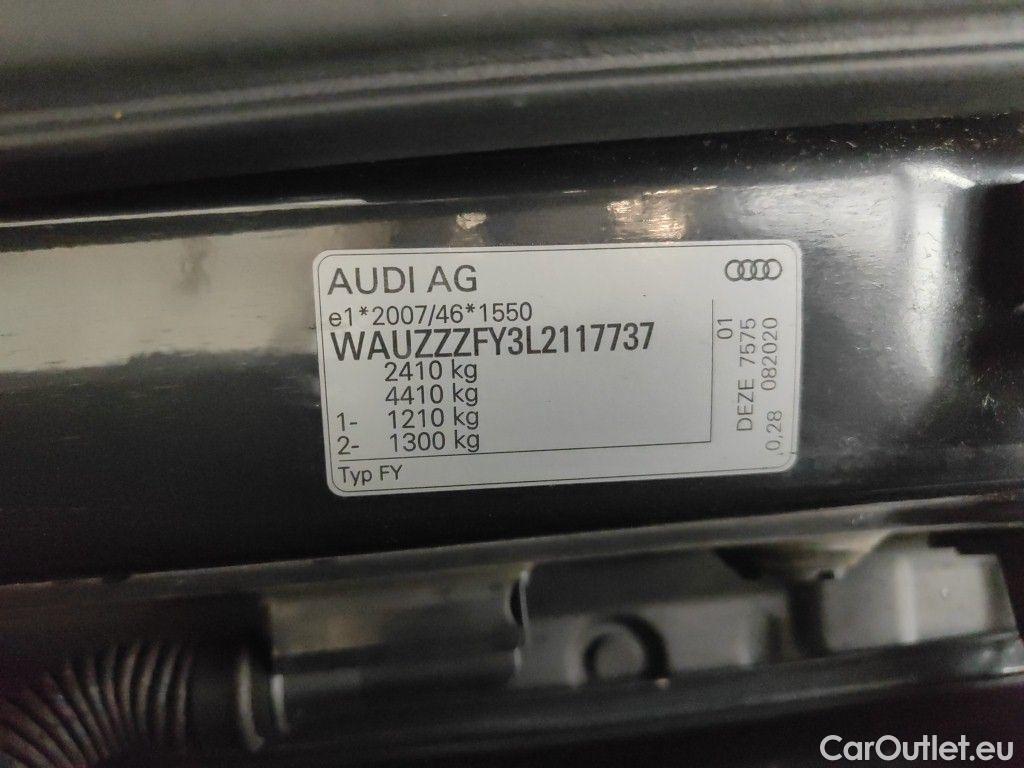 AUDI AG
e1*2007/46*1550
WAUZZZFY3L2117737
2410 kg
4410 kg
1- 1210 kg
2- 1300 kg
Typ FY
01
DEZE 7575
0,28 082020
CarOutlet.eu